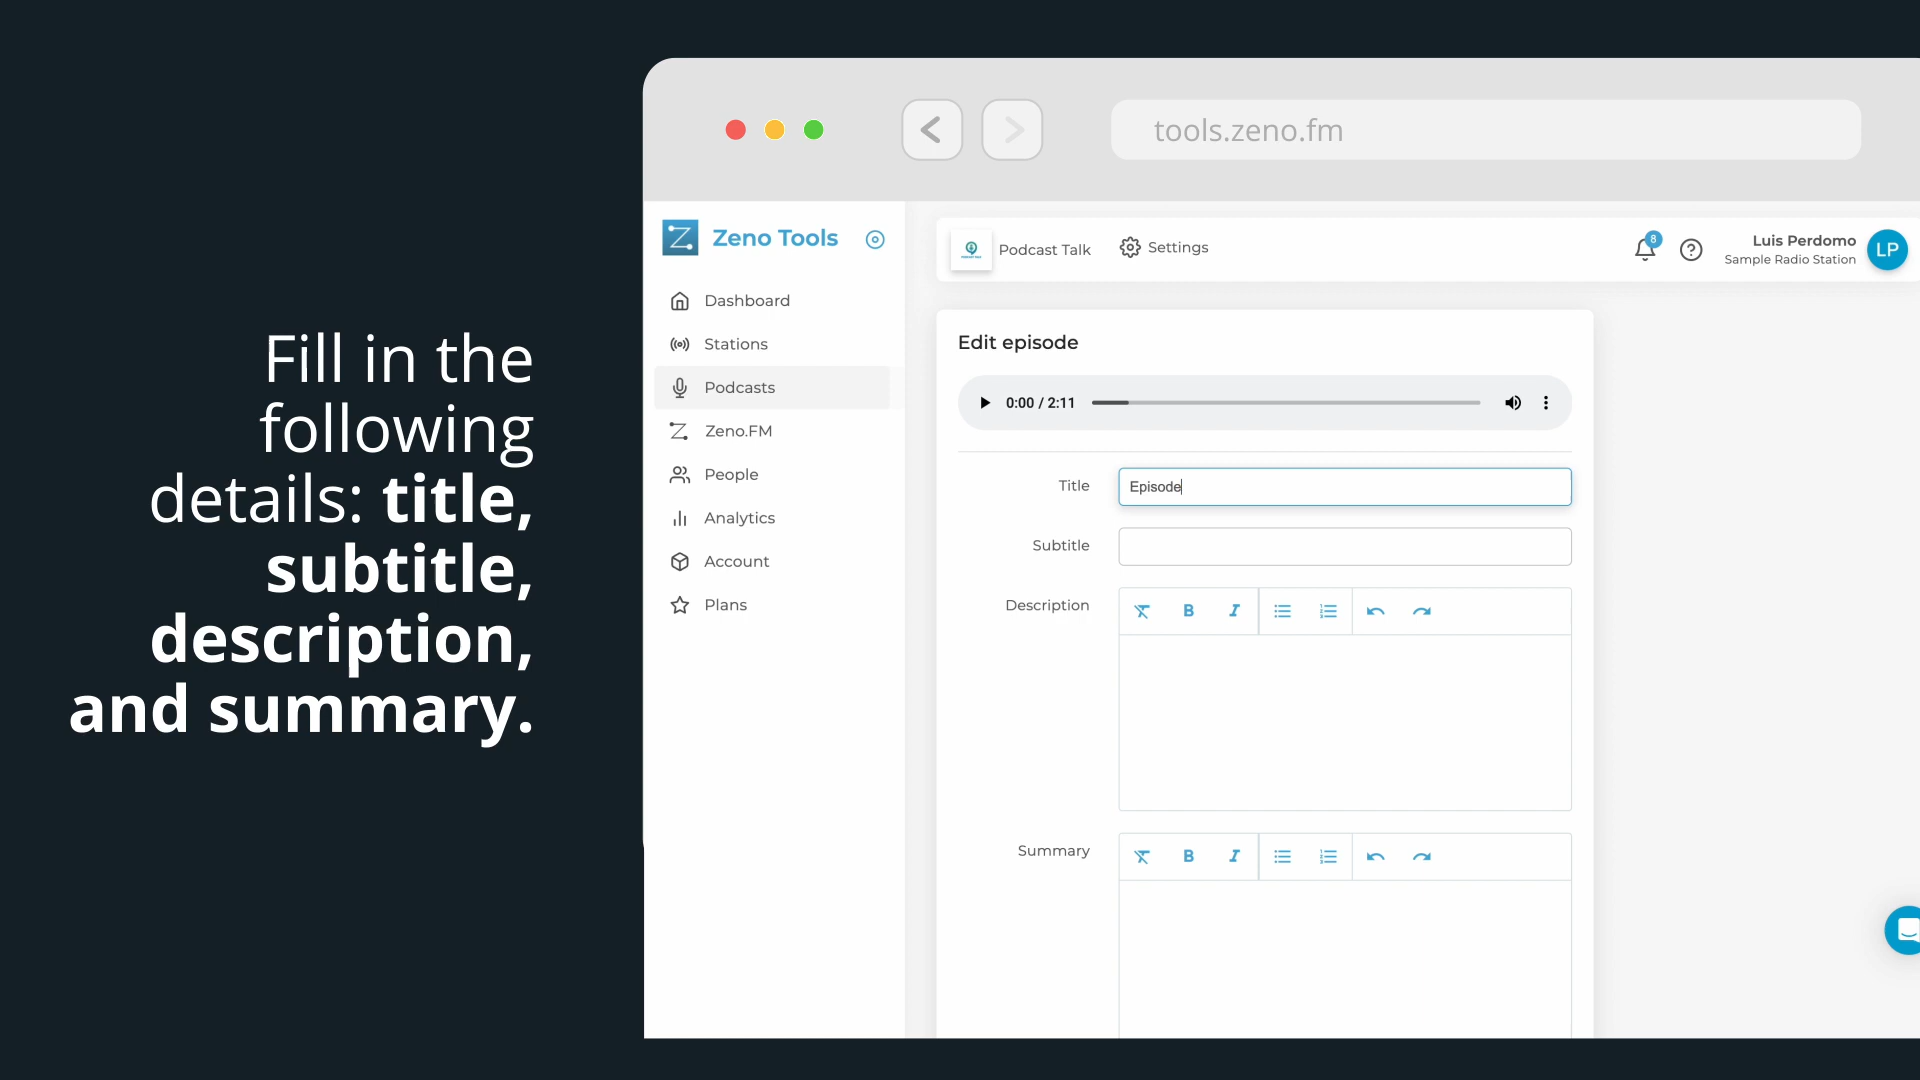 Fill in the
following
details: title,
subtitle,
description,
and summary.
tools.zeno.fm
Zeno Tools
Dashboard
Stations
Podcasts
Zeno.FM
People
Analytics
Account
Plans
Podcast Talk
Settings
8
Luis Perdomo
Sample Radio Station
LP
Edit episode
0:00 / 2:11
Title
Episode
Subtitle
Description
B I
Summary
B I